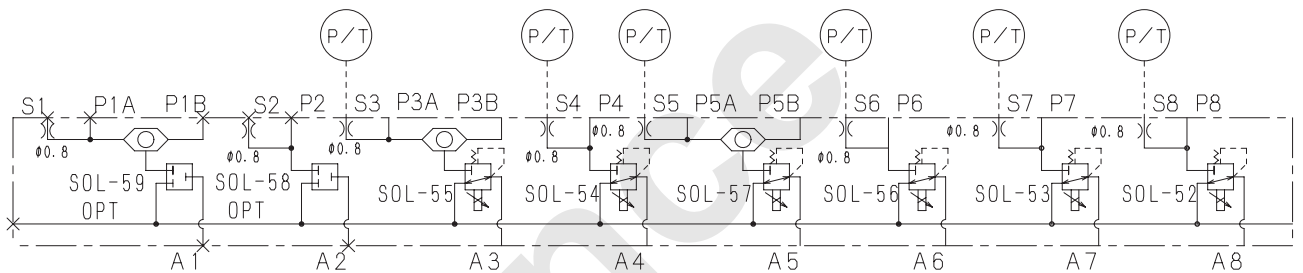 P/T P/T P/T P/T P/T P/T
S1 P1A P1B S2 P2 S3 P3A P3B S4 P4 S5 P5A P5B S6 P6 S7 P7 S8 P8
φ0.8 φ0.8 φ0.8 φ0.8 φ0.8 φ0.8 φ0.8 φ0.8
SOL-59 SOL-58 SOL-55 SOL-54 SOL-57 SOL-56 SOL-53 SOL-52
OPT OPT
A1 A2 A3 A4 A5 A6 A7 A8
nce